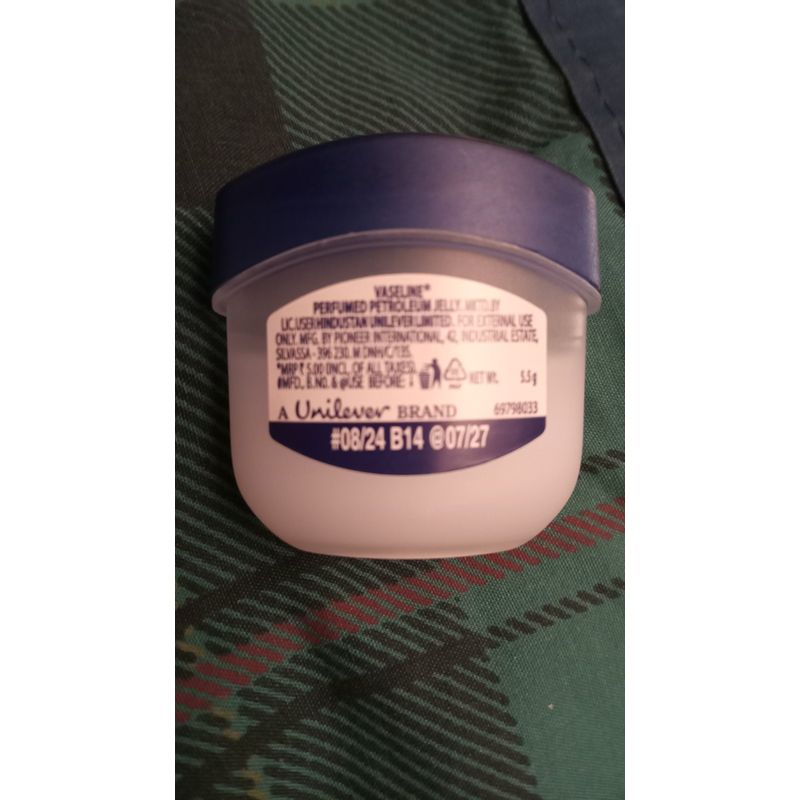 VASELINE®
PERFUMED PETROLEUM JELLY. MKTD.BY
LIC.USER HINDUSTAN UNILEVER LIMITED. FOR EXTERNAL USE
ONLY. MFG. BY PIONEER INTERNATIONAL, 42, INDUSTRIAL ESTATE,
SILVASSA - 396 230. M DNH/C/135.
*MRP ₹ 5.00 (INCL. OF ALL TAXES).
#MFD., B.NO. & @USE BEFORE: ↓ NET WT. 5.5 g
A Unilever BRAND 69798033
#08/24 B14 @07/27